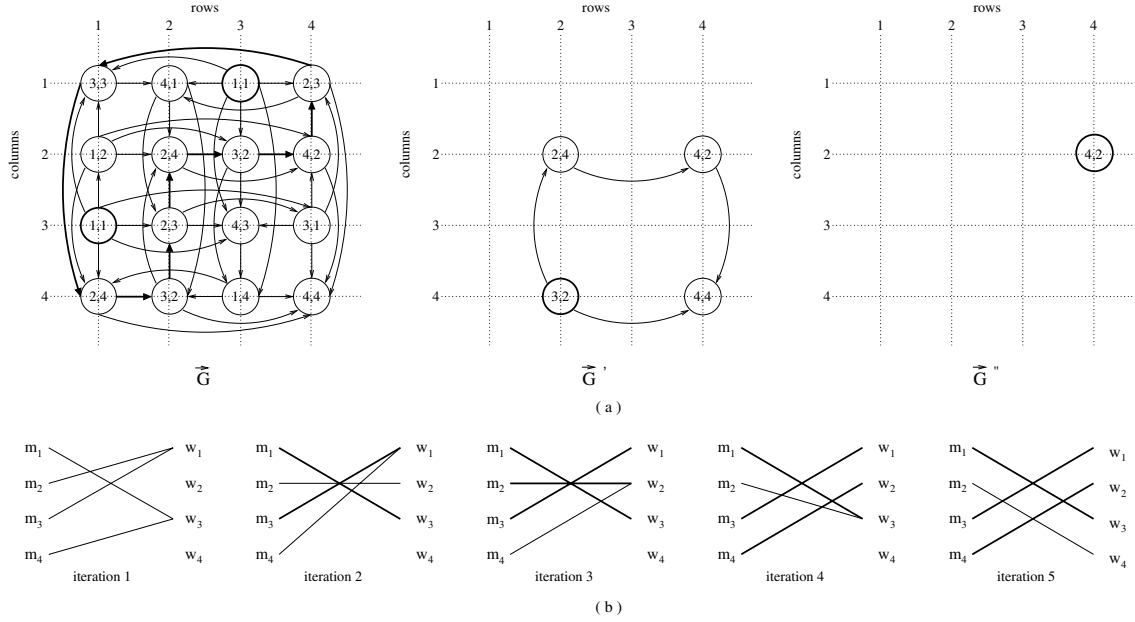 rows rows rows
1 2 3 4 1 2 3 4 1 2 3 4
1 3,3 4,1 1,1 2,3 1 1
columns 2 1,2 2,4 3,2 4,2 columns 2 2,4 4,2 columns 2 4,2
3 1,1 2,3 4,3 3,1 3 3
4 2,4 3,2 1,4 4,4 4 3,2 4,4 4
G G ' G "
( a )
m1 w1 m1 w1 m1 w1 m1 w1 m1 w1
m2 w2 m2 w2 m2 w2 m2 w2 m2 w2
m3 w3 m3 w3 m3 w3 m3 w3 m3 w3
m4 w4 m4 w4 m4 w4 m4 w4 m4 w4
iteration 1 iteration 2 iteration 3 iteration 4 iteration 5
( b )